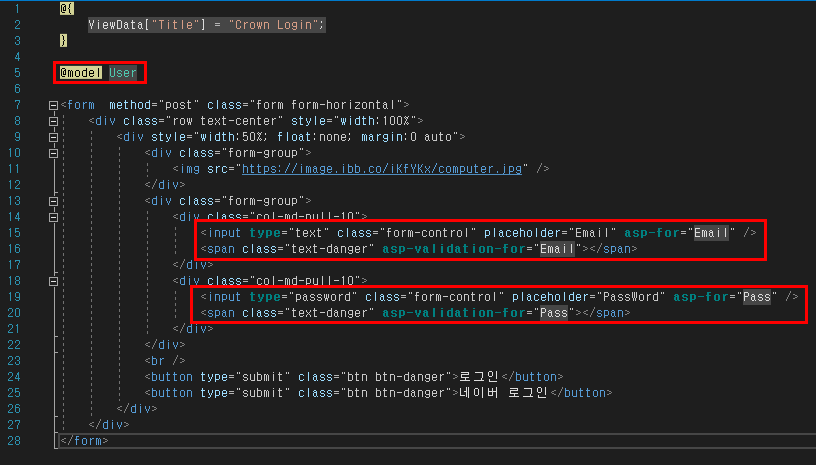 1 @{
2 ViewData["Title"] = "Crown Login";
3 }
4
5 @model User
6
7 <form  method="post" class="form form-horizontal">
8 <div class="row text-center" style="width:100%">
9 <div style="width:50%; float:none; margin:0 auto">
10 <div class="form-group">
11 <img src="https://image.ibb.co/iKfYKx/computer.jpg" />
12 </div>
13 <div class="form-group">
14 <div class="col-md-pull-10">
15 <input type="text" class="form-control" placeholder="Email" asp-for="Email" />
16 <span class="text-danger" asp-validation-for="Email"></span>
17 </div>
18 <div class="col-md-pull-10">
19 <input type="password" class="form-control" placeholder="PassWord" asp-for="Pass" />
20 <span class="text-danger" asp-validation-for="Pass"></span>
21 </div>
22 </div>
23 <br />
24 <button type="submit" class="btn btn-danger">로그인</button>
25 <button type="submit" class="btn btn-danger">네이버 로그인</button>
26 </div>
27 </div>
28 </form>